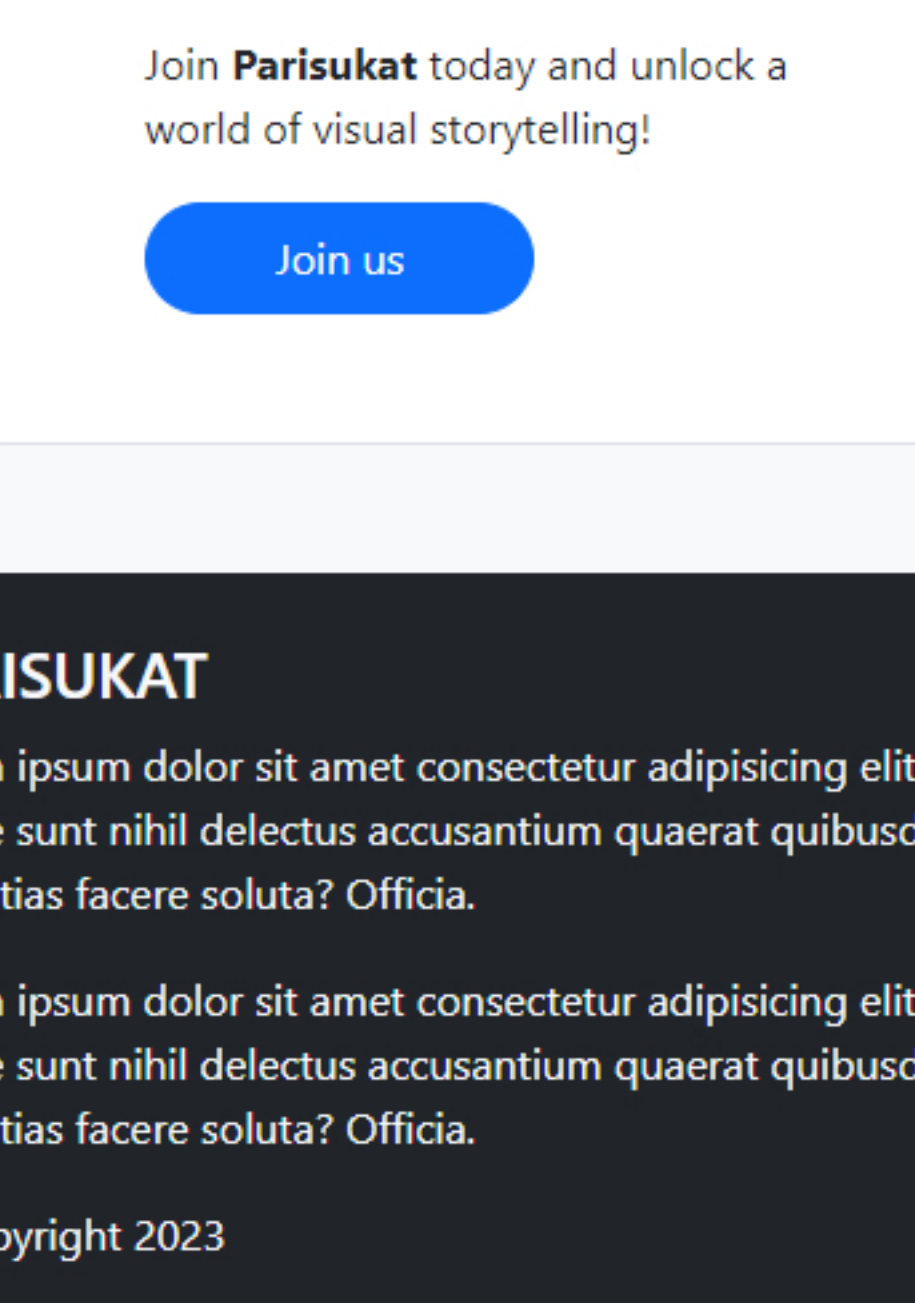 Join Parisukat today and unlock a
world of visual storytelling!
Join us
ISUKAT
ipsum dolor sit amet consectetur adipisicing elit
sunt nihil delectus accusantium quaerat
tias facere soluta? Officia.
ipsum dolor sit amet consectetur adipisicing elit
sunt nihil delectus accusantium quaerat
tias facere soluta? Officia.
pyright 2023